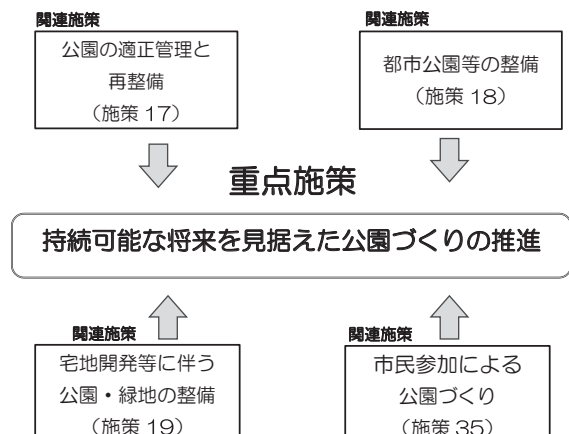 関連施策
公園の適正管理と
再整備
（施策 17）
関連施策
都市公園等の整備
（施策 18）
重点施策
持続可能な将来を見据えた公園づくりの推進
関連施策
宅地開発等に伴う
公園・緑地の整備
（施策 19）
関連施策
市民参加による
公園づくり
（施策 35）